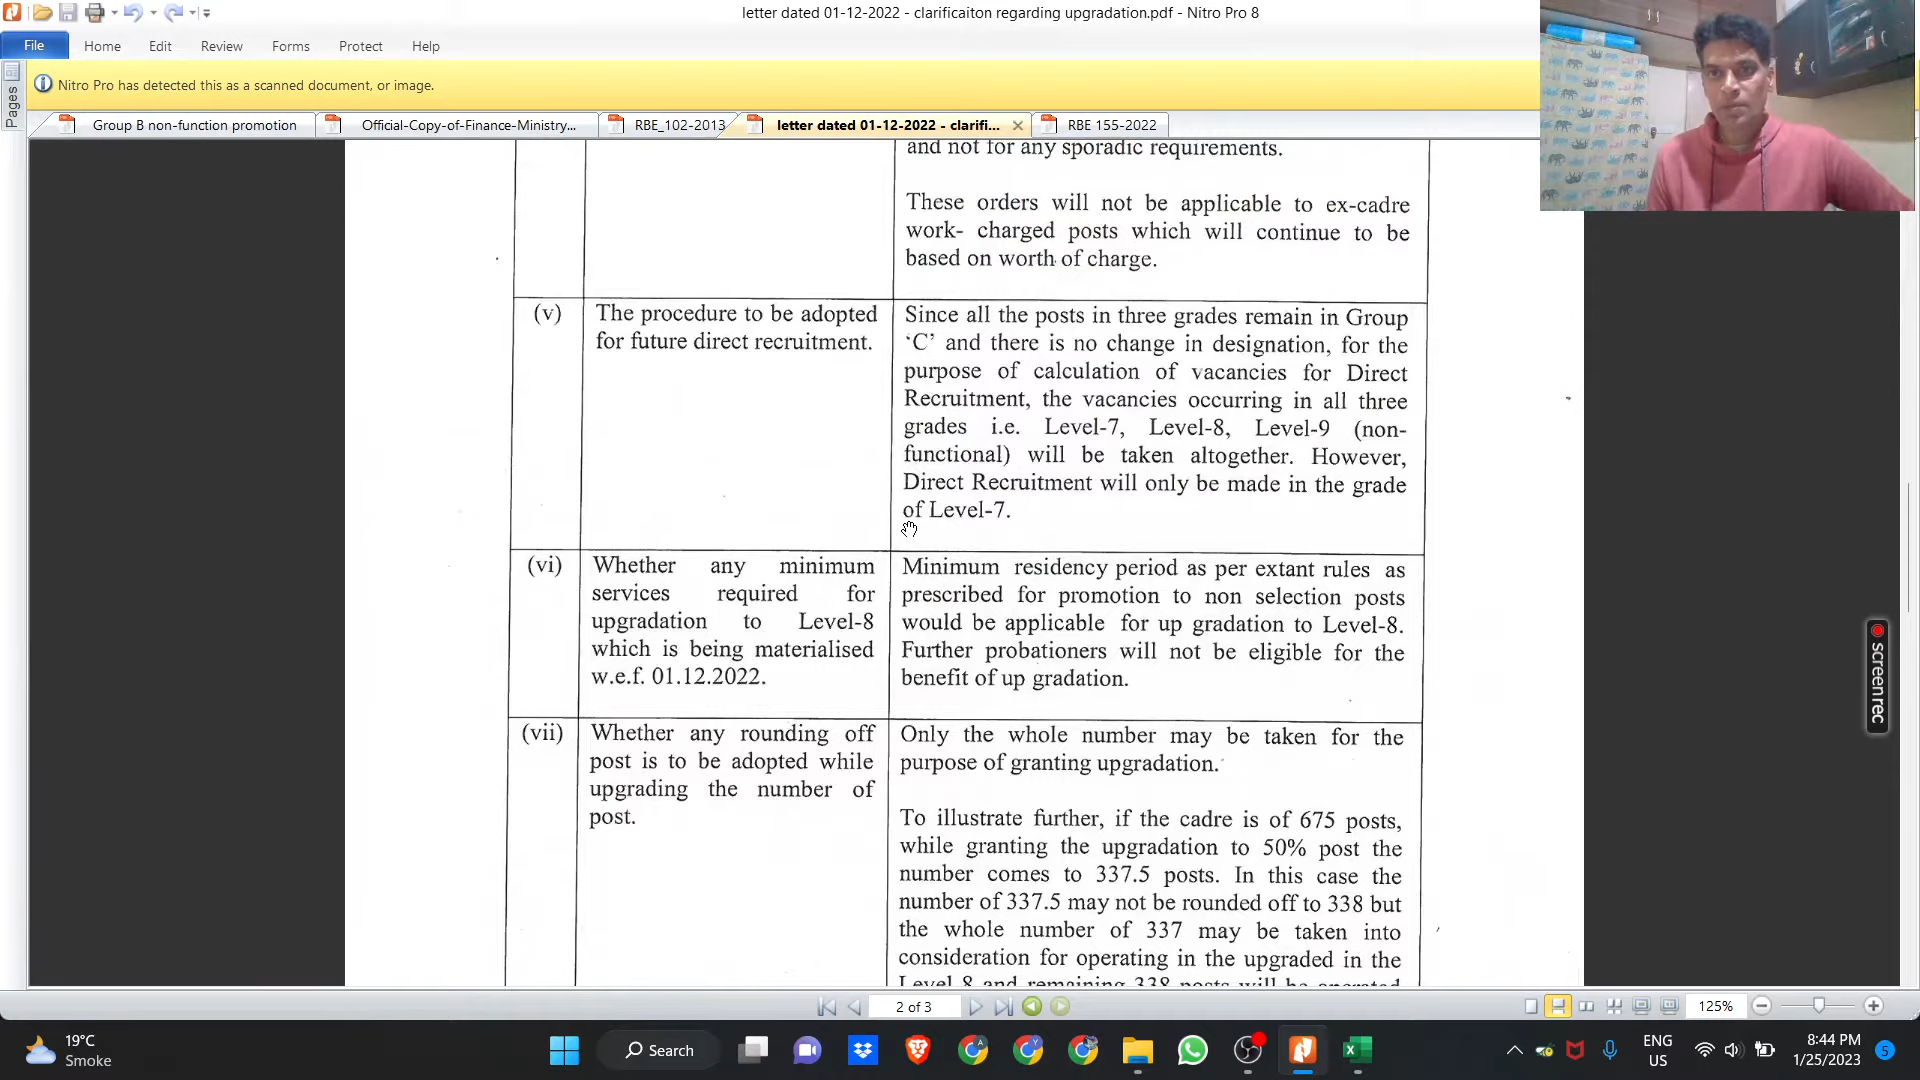 letter dated 01-12-2022 - clarificaiton regarding upgradation.pdf - Nitro Pro 8
File Home Edit Review Forms Protect Help
Nitro Pro has detected this as a scanned document, or image.
Pages
Group B non-function promotion
Official-Copy-of-Finance-Ministry...
RBE_102-2013
letter dated 01-12-2022 - clarifi...
RBE 155-2022
and not for any sporadic requirements.
These orders will not be applicable to ex-cadre
work- charged posts which will continue to be
based on worth of charge.
(v)
The procedure to be adopted
for future direct recruitment.
Since all the posts in three grades remain in Group
‘C’ and there is no change in designation, for the
purpose of calculation of vacancies for Direct
Recruitment, the vacancies occurring in all three
grades i.e. Level-7, Level-8, Level-9 (non-
functional) will be taken altogether. However,
Direct Recruitment will only be made in the grade
of Level-7.
(vi)
Whether any minimum
services required for
upgradation to Level-8
which is being materialised
w.e.f. 01.12.2022.
Minimum residency period as per extant rules as
prescribed for promotion to non selection posts
would be applicable for up gradation to Level-8.
Further probationers will not be eligible for the
benefit of up gradation.
(vii)
Whether any rounding off
post is to be adopted while
upgrading the number of
post.
Only the whole number may be taken for the
purpose of granting upgradation.
To illustrate further, if the cadre is of 675 posts,
while granting the upgradation to 50% post the
number comes to 337.5 posts. In this case the
number of 337.5 may not be rounded off to 338 but
the whole number of 337 may be taken into
consideration for operating in the upgraded in the
Level 8 and remaining 338 posts will be operated
screenrec
2 of 3
125%
19°C
Smoke
Search
ENG
US
8:44 PM
1/25/2023
5